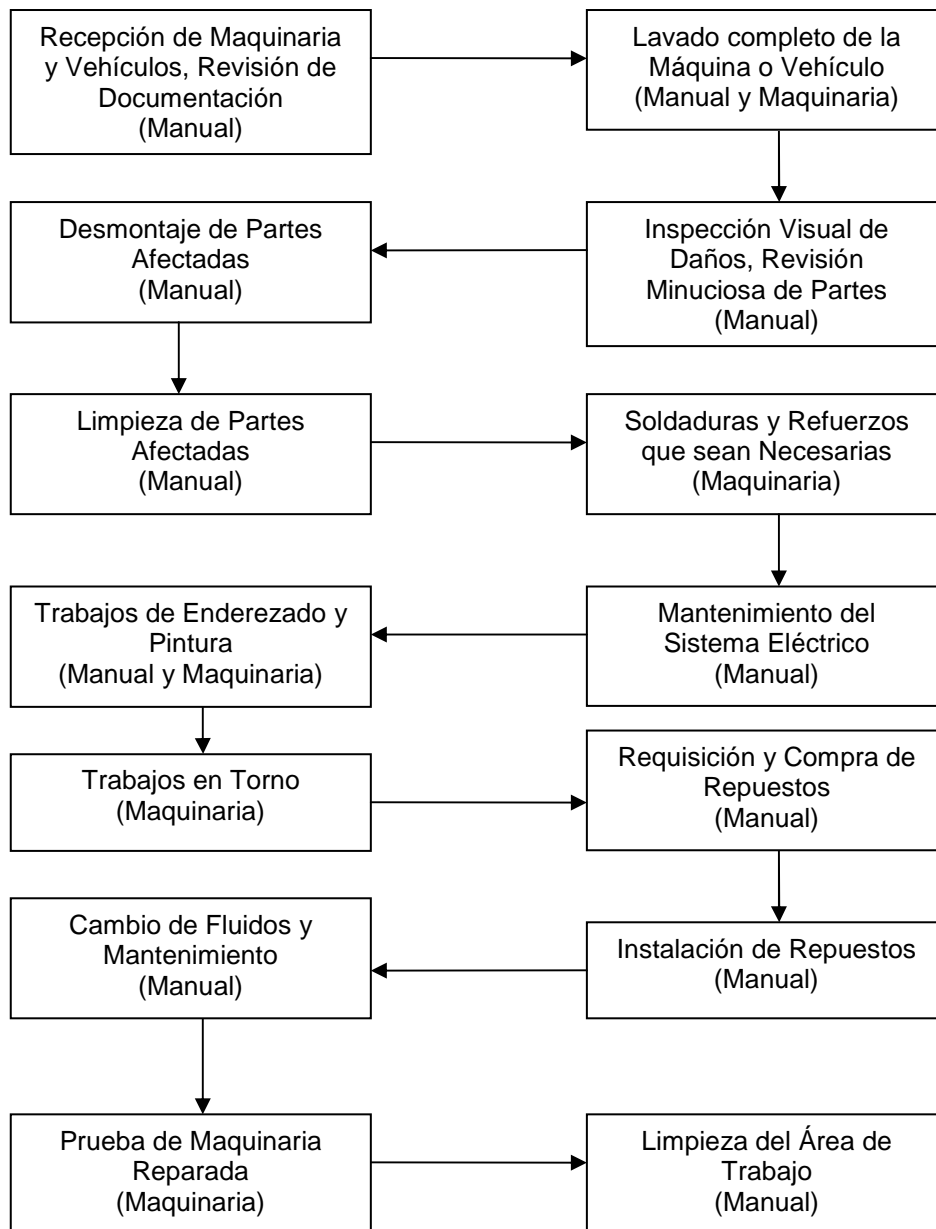 Recepción de Maquinaria
y Vehículos, Revisión de
Documentación
(Manual)
Lavado completo de la
Máquina o Vehículo
(Manual y Maquinaria)
Inspección Visual de
Daños, Revisión
Minuciosa de Partes
(Manual)
Desmontaje de Partes
Afectadas
(Manual)
Limpieza de Partes
Afectadas
(Manual)
Soldaduras y Refuerzos
que sean Necesarias
(Maquinaria)
Mantenimiento del
Sistema Eléctrico
(Manual)
Trabajos de Enderezado y
Pintura
(Manual y Maquinaria)
Trabajos en Torno
(Maquinaria)
Requisición y Compra de
Repuestos
(Manual)
Instalación de Repuestos
(Manual)
Cambio de Fluidos y
Mantenimiento
(Manual)
Prueba de Maquinaria
Reparada
(Maquinaria)
Limpieza del Área de
Trabajo
(Manual)